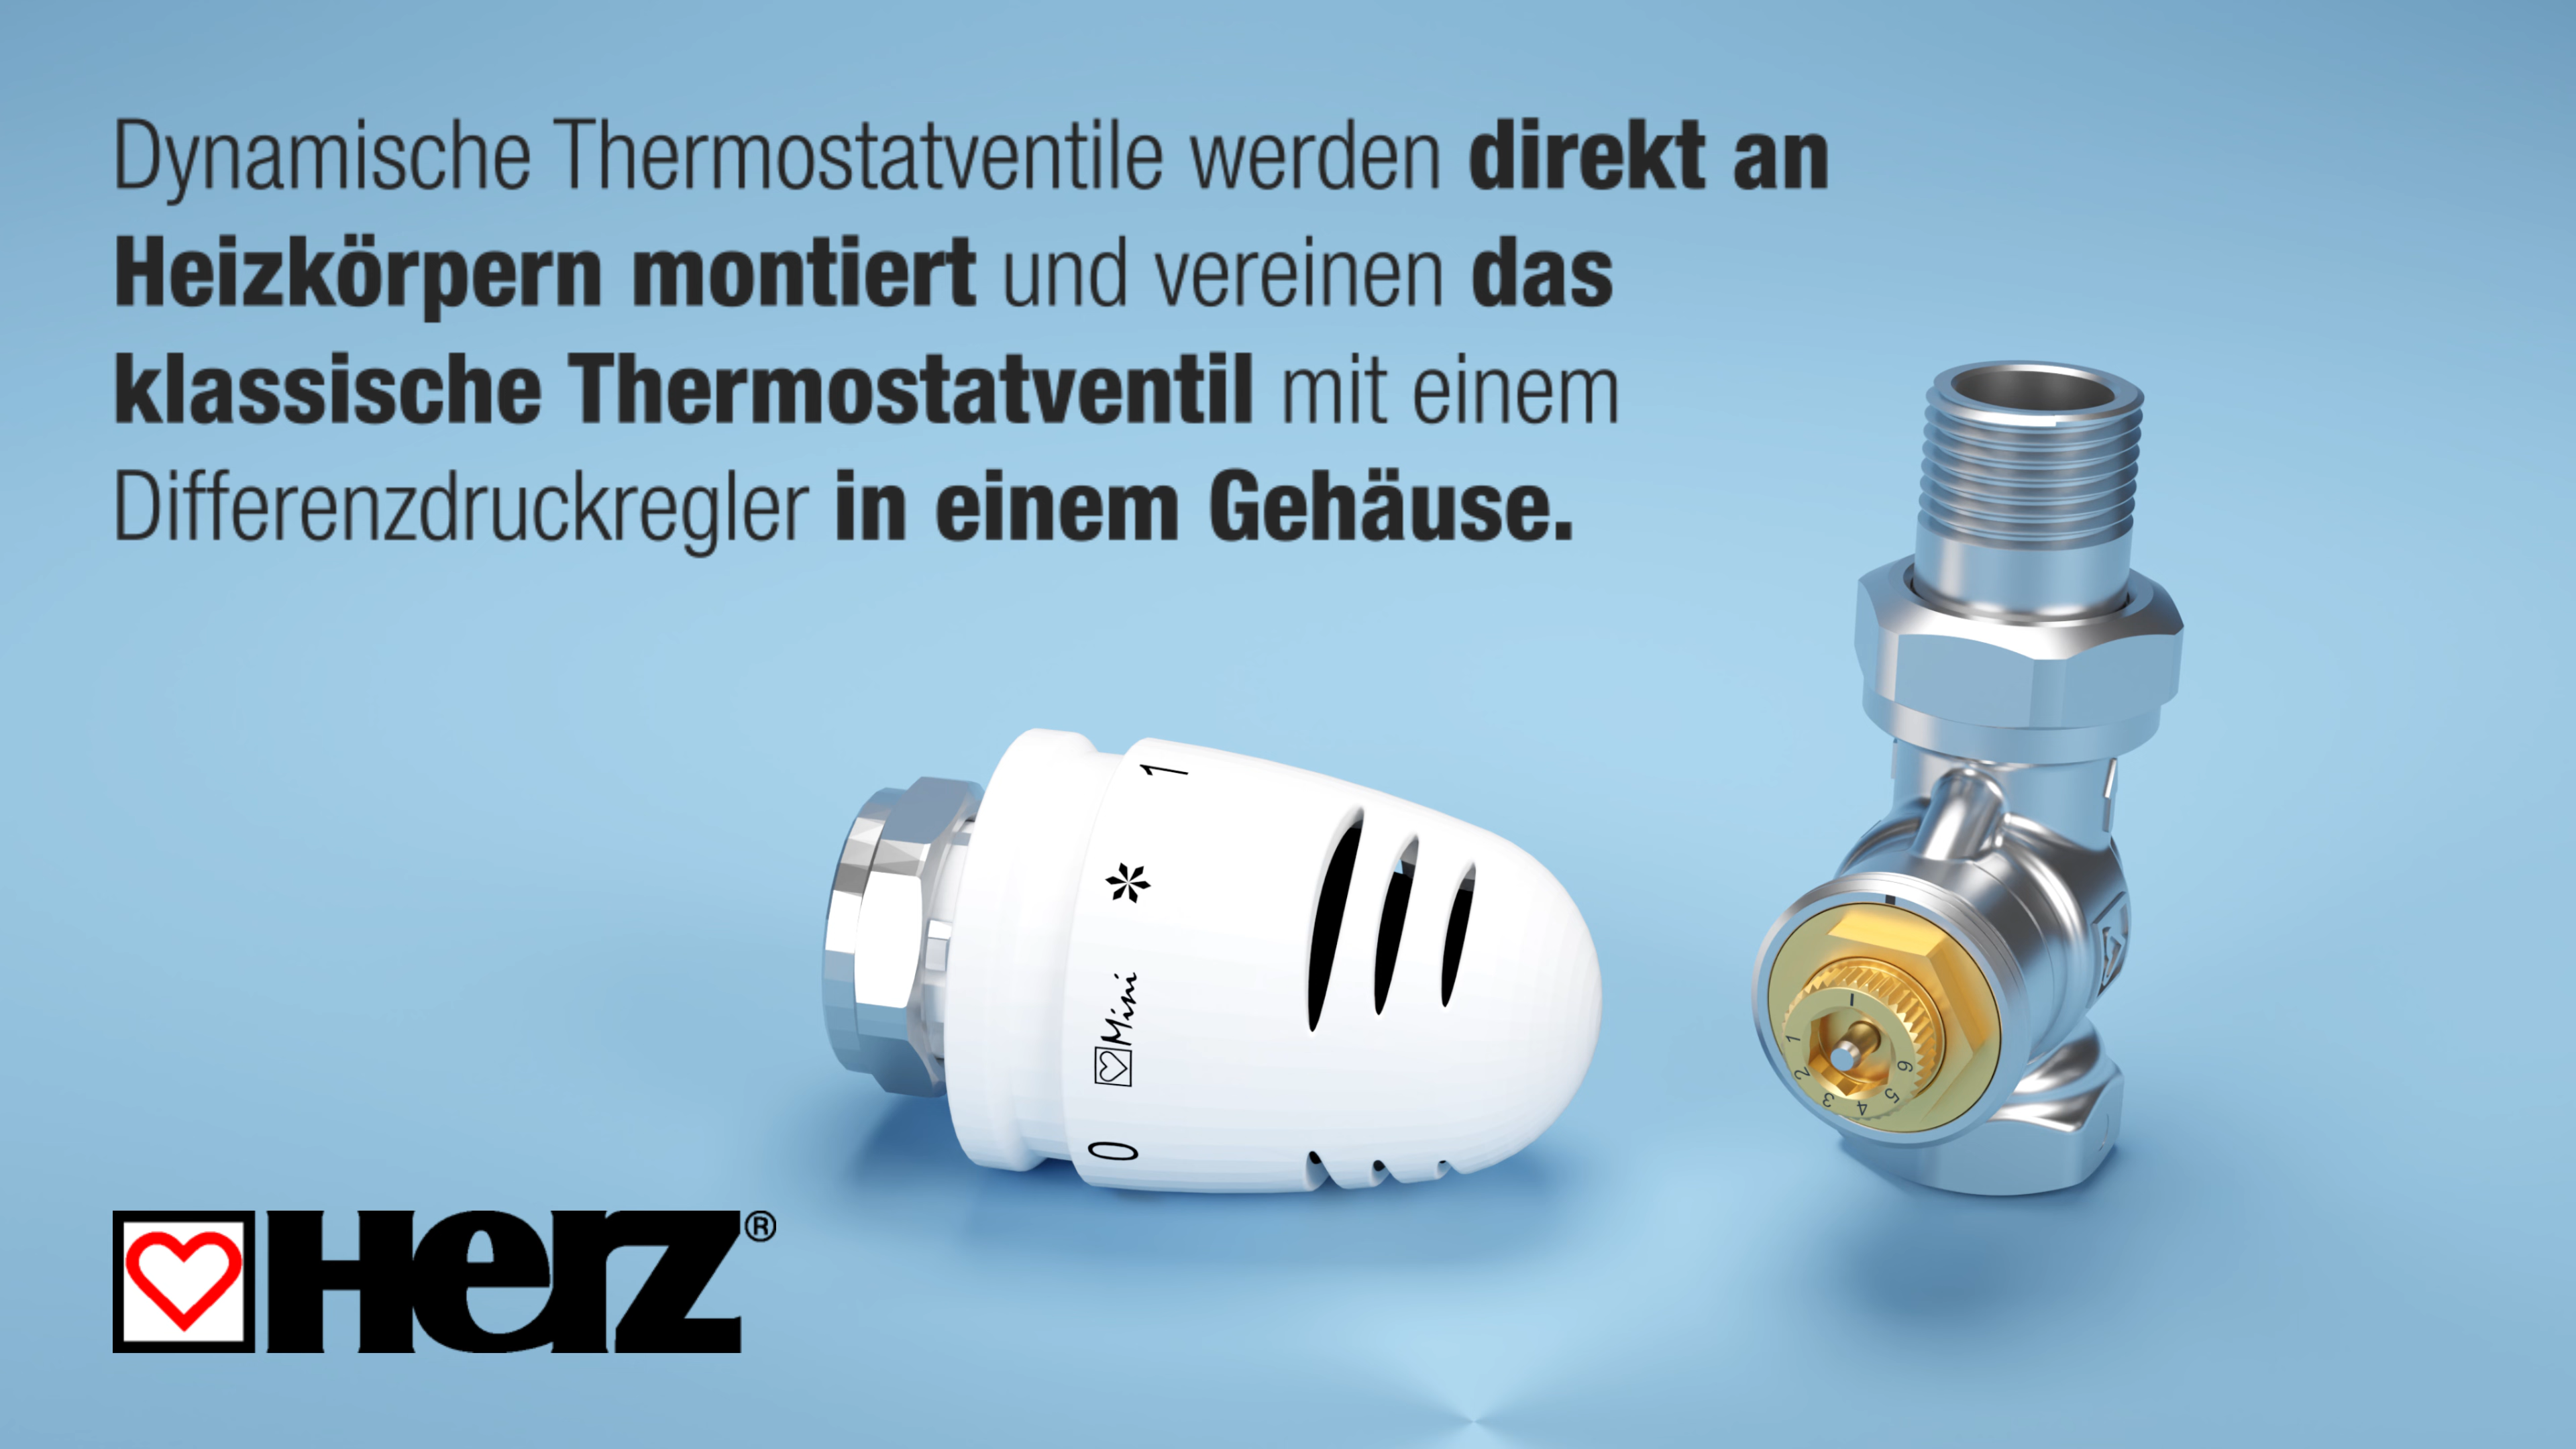 Dynamische Thermostatventile werden direkt an
Heizkörpern montiert und vereinen das
klassische Thermostatventil mit einem
Differenzdruckregler in einem Gehäuse.
1
*
Mini
0
1
2
3
4
5
6
Herz®